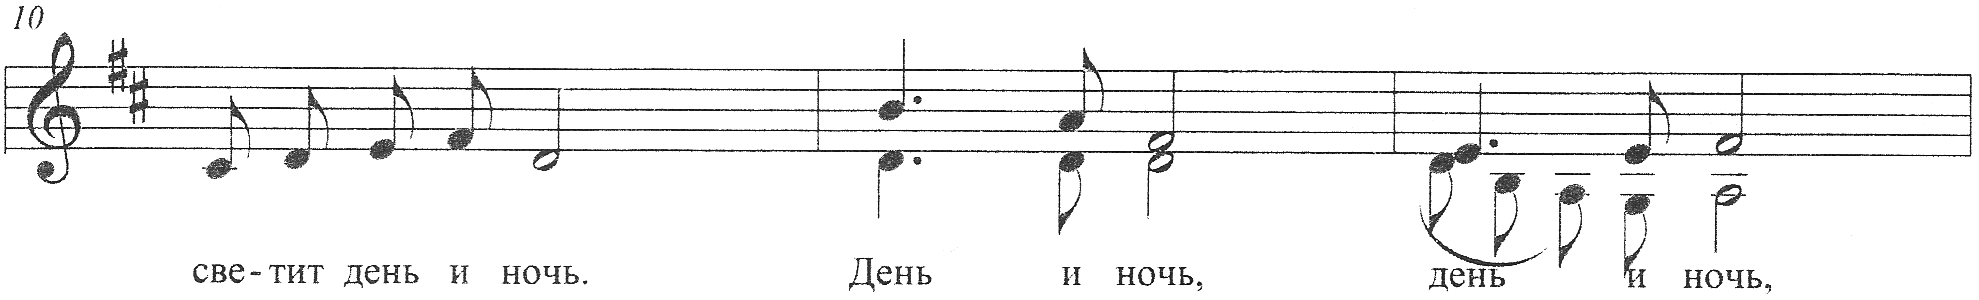 10
све-тит день и ночь. День и ночь, день и ночь,